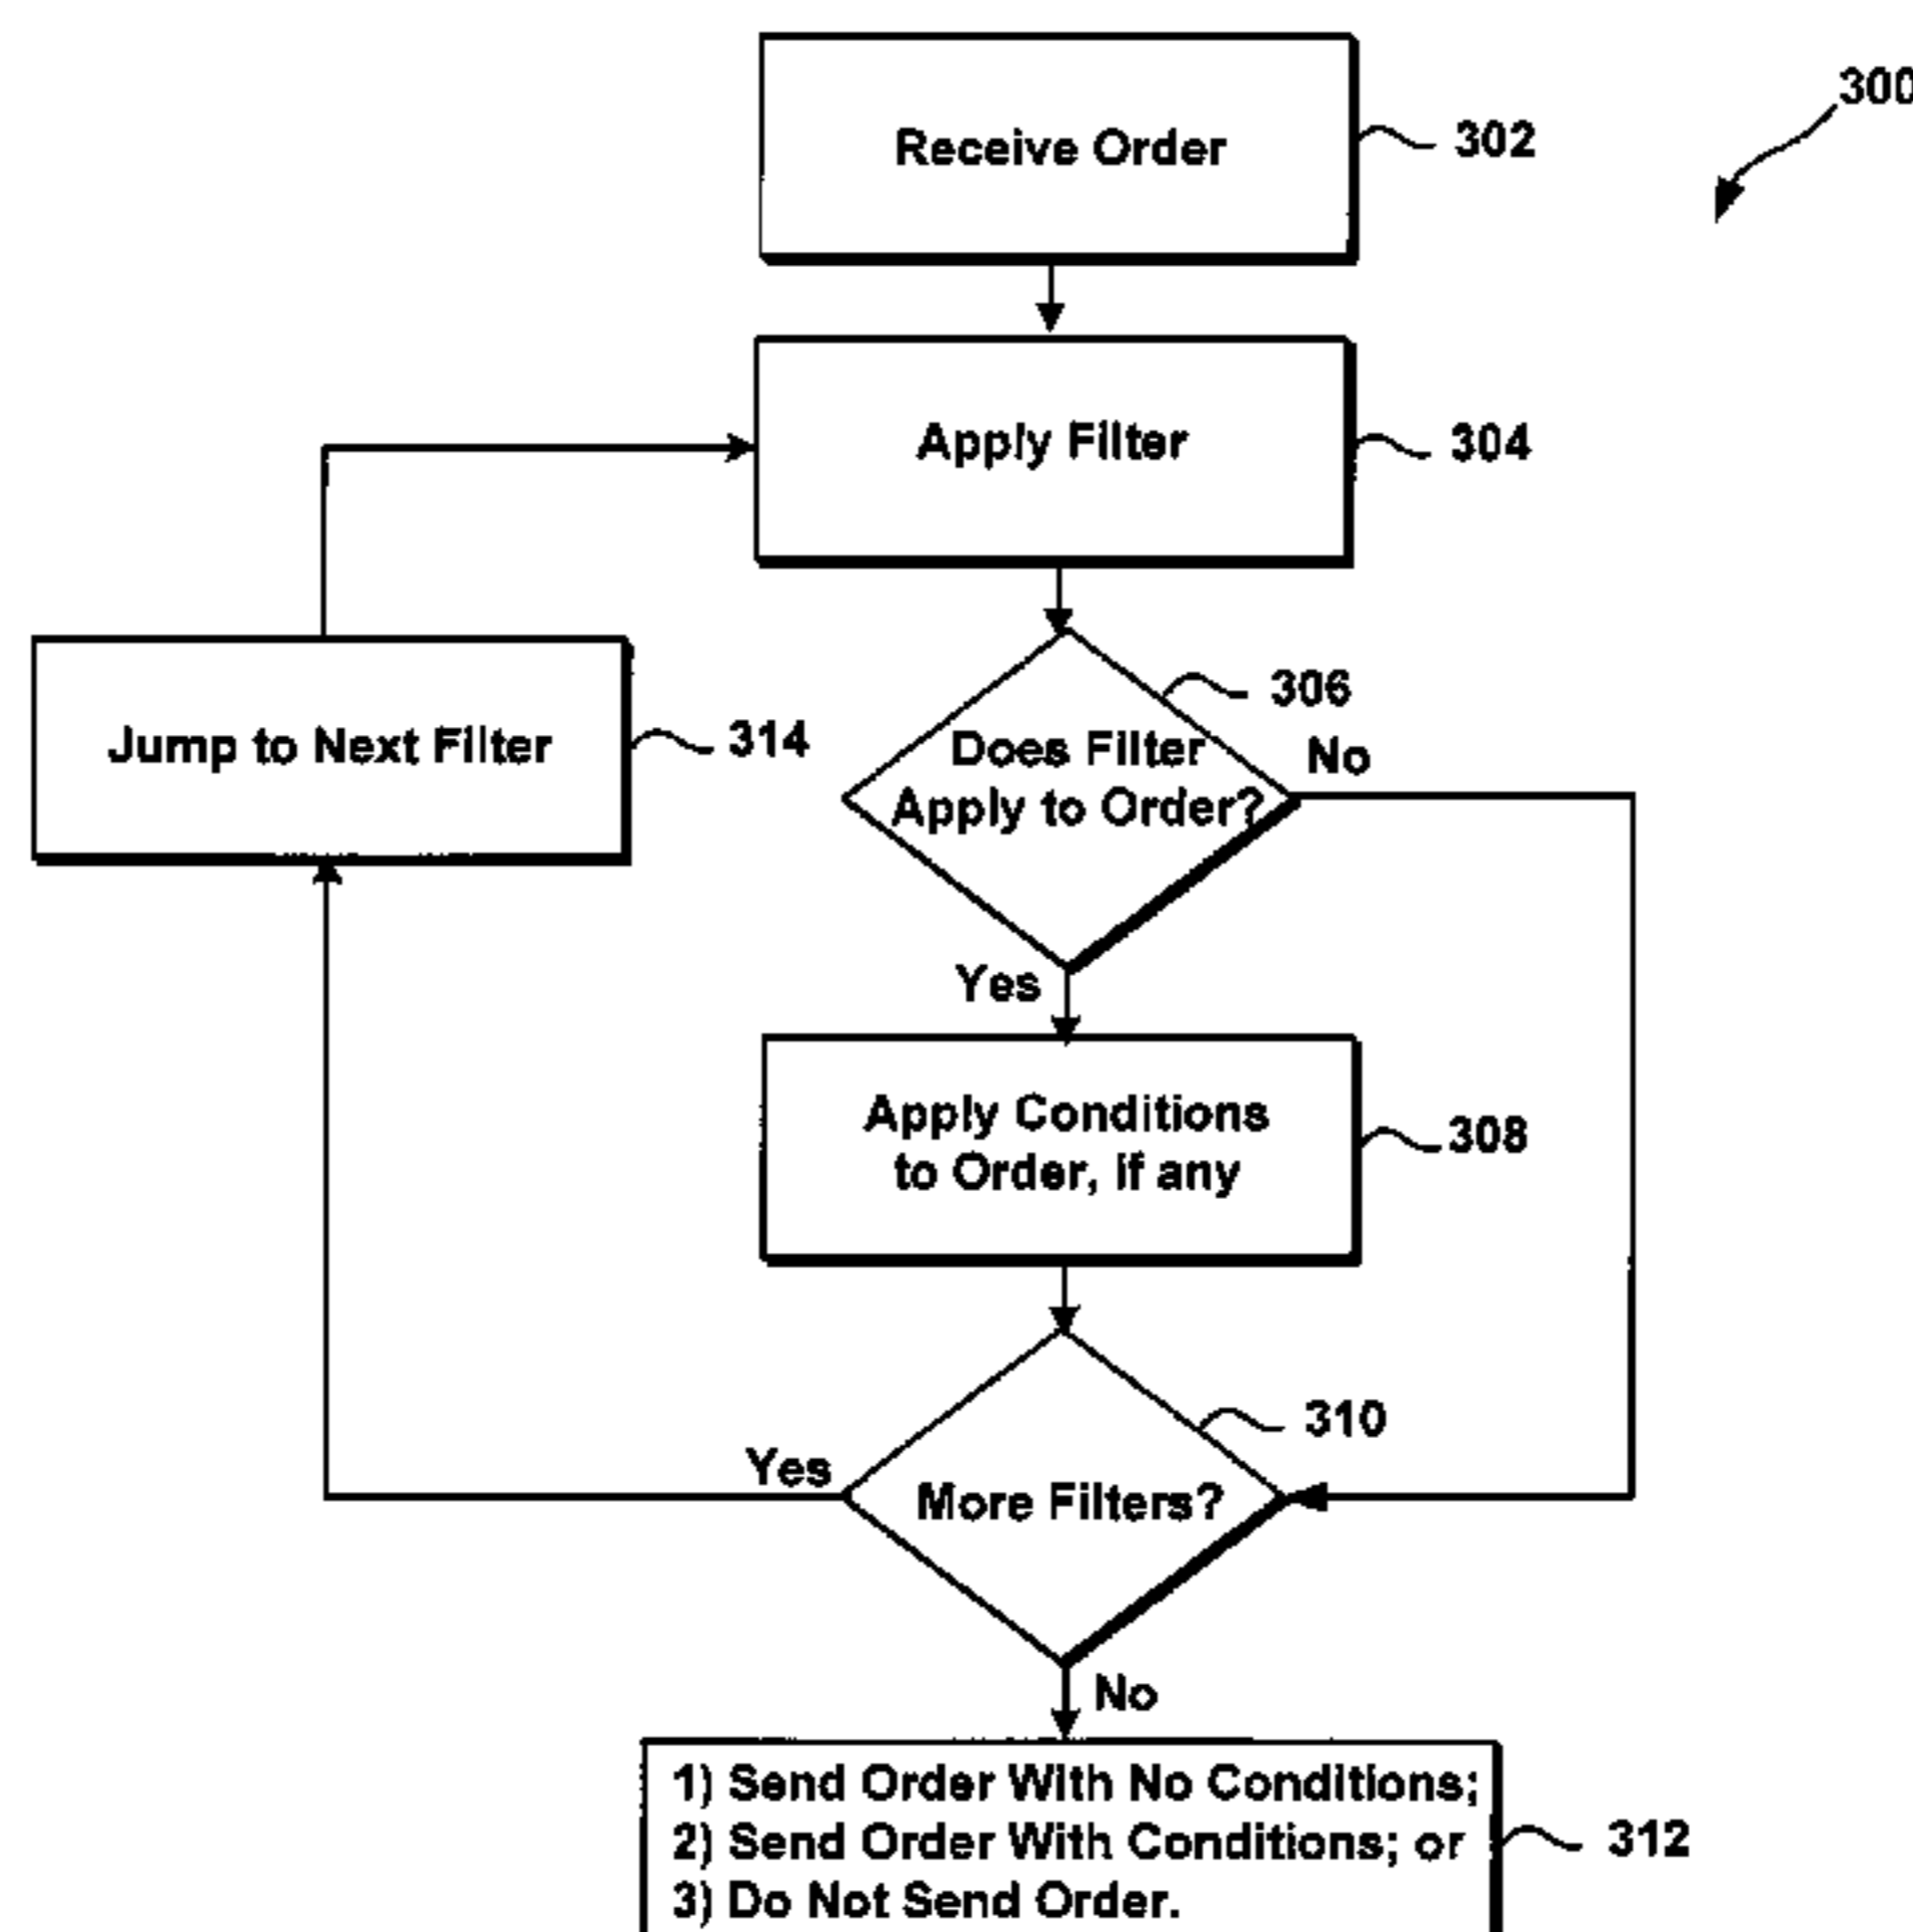 300
Receive Order
302
Apply Filter
304
Jump to Next Filter
314
306
Does Filter
Apply to Order?
No
Yes
Apply Conditions
to Order, if any
308
310
More Filters?
Yes
No
1) Send Order With No Conditions;
2) Send Order With Conditions; or
3) Do Not Send Order.
312